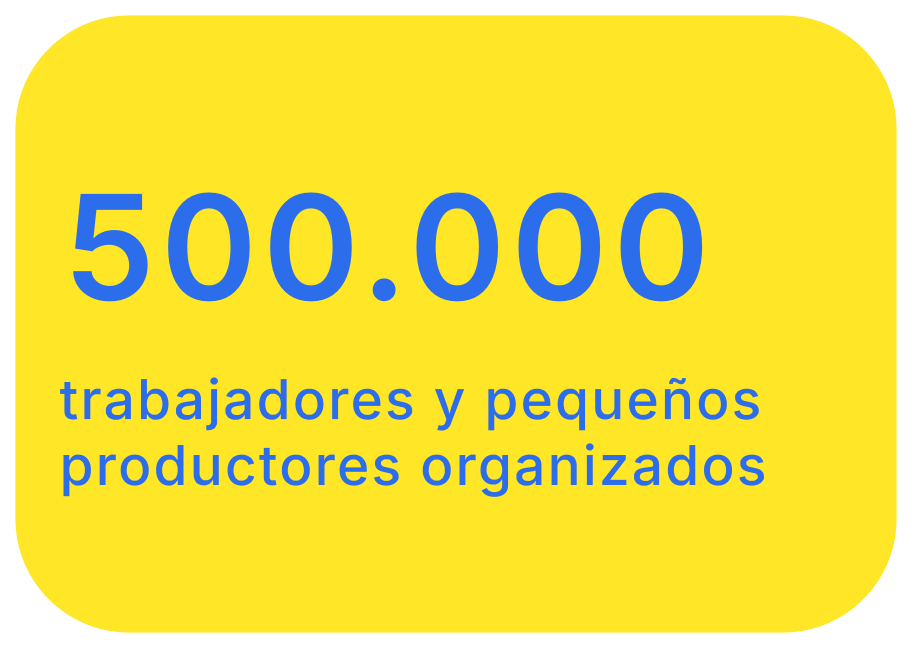 500.000
trabajadores y pequeños
productores organizados